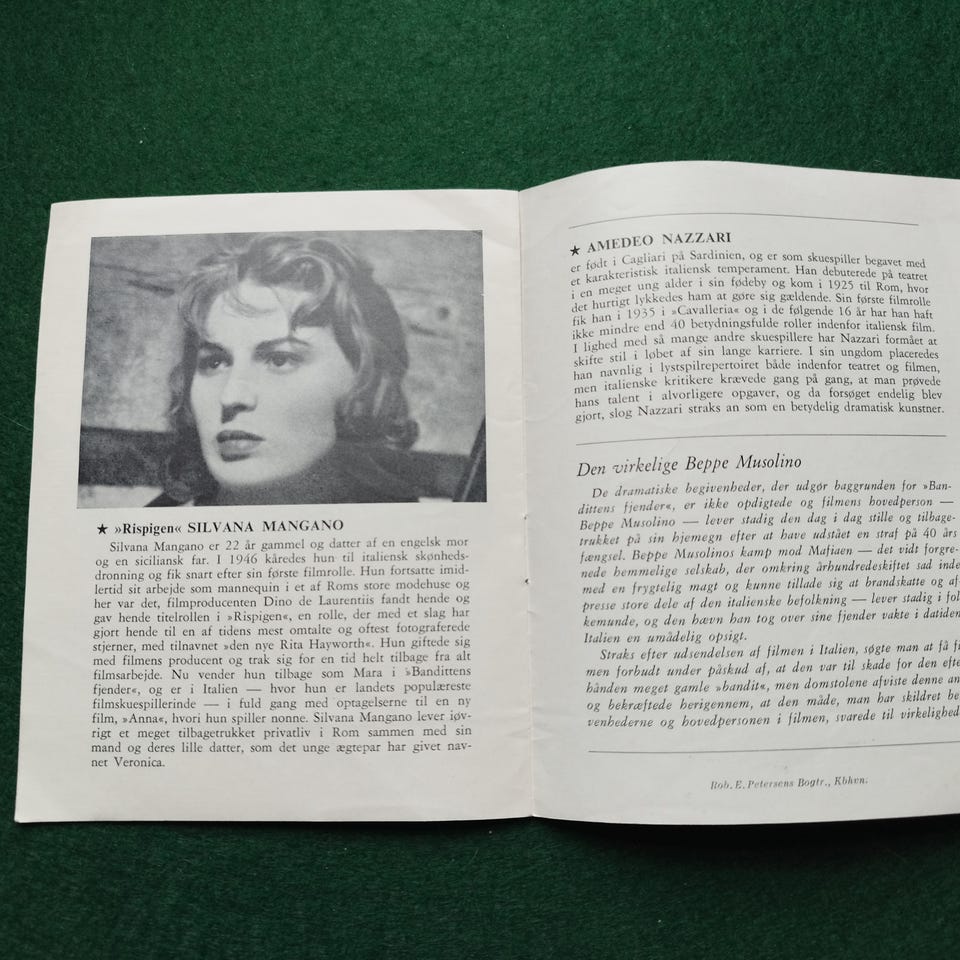 ★ »Rispigen« SILVANA MANGANO
Silvana Mangano er 22 år gammel og datter af en engelsk mor
og en siciliansk far. I 1946 kåredes hun til italiensk skønheds-
dronning og fik snart efter sin første filmrolle. Hun fortsatte imid-
lertid sit arbejde som mannequin i et af Roms store modehuse og
her var det, filmproducenten Dino de Laurentiis fandt hende og
gav hende titelrollen i »Rispigen«, en rolle, der med et slag har
gjort hende til en af tidens mest omtalte og oftest fotograferede
stjerner, med tilnavnet »den nye Rita Hayworth«. Hun giftede sig
med filmens producent og trak sig for en tid helt tilbage fra alt
filmsarbejde. Nu vender hun tilbage som Mara i »Bandittens
fjender«, og er i Italien — hvor hun er landets populæreste
filmskuespillerinde — i fuld gang med optagelserne til en ny
film, »Anna«, hvori hun spiller nonne. Silvana Mangano lever iøv-
rigt et meget tilbagetrukket privatliv i Rom sammen med sin
mand og deres lille datter, som det unge ægtepar har givet nav-
net Veronica.
★ AMEDEO NAZZARI
er født i Cagliari på Sardinien, og er som skuespiller begavet med
et karakteristisk italiensk temperament. Han debuterede på teatret
i en meget ung alder i sin fødeby og kom i 1925 til Rom, hvor
det hurtigt lykkedes ham at gøre sig gældende. Sin første filmrolle
fik han i 1935 i »Cavalleria« og i de følgende 16 år har han haft
ikke mindre end 40 betydningsfulde roller indenfor italiensk film.
I lighed med så mange andre skuespillere har Nazzari formået at
skifte stil i løbet af sin lange karriere. I sin ungdom placeredes
han navnlig i lystspilrepertoiret både indenfor teatret og filmen,
men italienske kritikere krævede gang på gang, at man prøvede
hans talent i alvorligere opgaver, og da forsøget endelig blev
gjort, slog Nazzari straks an som en betydelig dramatisk kunstner.
Den virkelige Beppe Musolino
De dramatiske begivenheder, der udgør baggrunden for »Ban-
dittens fjender«, er ikke opdigtede og filmens hovedperson —
Beppe Musolino — lever stadig den dag i dag stille og tilbage-
trukket på sin hjemegn efter at have udstået en straf på 40 års
fængsel. Beppe Musolinos kamp mod Mafiaen — det vidt forgre-
nede hemmelige selskab, der omkring århundredeskiftet sad inde
med en frygtelig magt og kunne tillade sig at brandskatte og af-
presse store dele af den italienske befolkning — lever stadig i fol
kemunde, og den hævn han tog over sine fjender vakte i datiden
Italien en umådelig opsigt.
Straks efter udsendelsen af filmen i Italien, søgte man at få fi
men forbudt under påskud af, at den var til skade for den efte
hånden meget gamle »bandit«, men domstolene afviste denne an
og bekræftede herigennem, at den måde, man har skildret be
venhederne og hovedpersonen i filmen, svarede til virkelighed
Rob. E. Petersens Bogtr., Kbhvn.